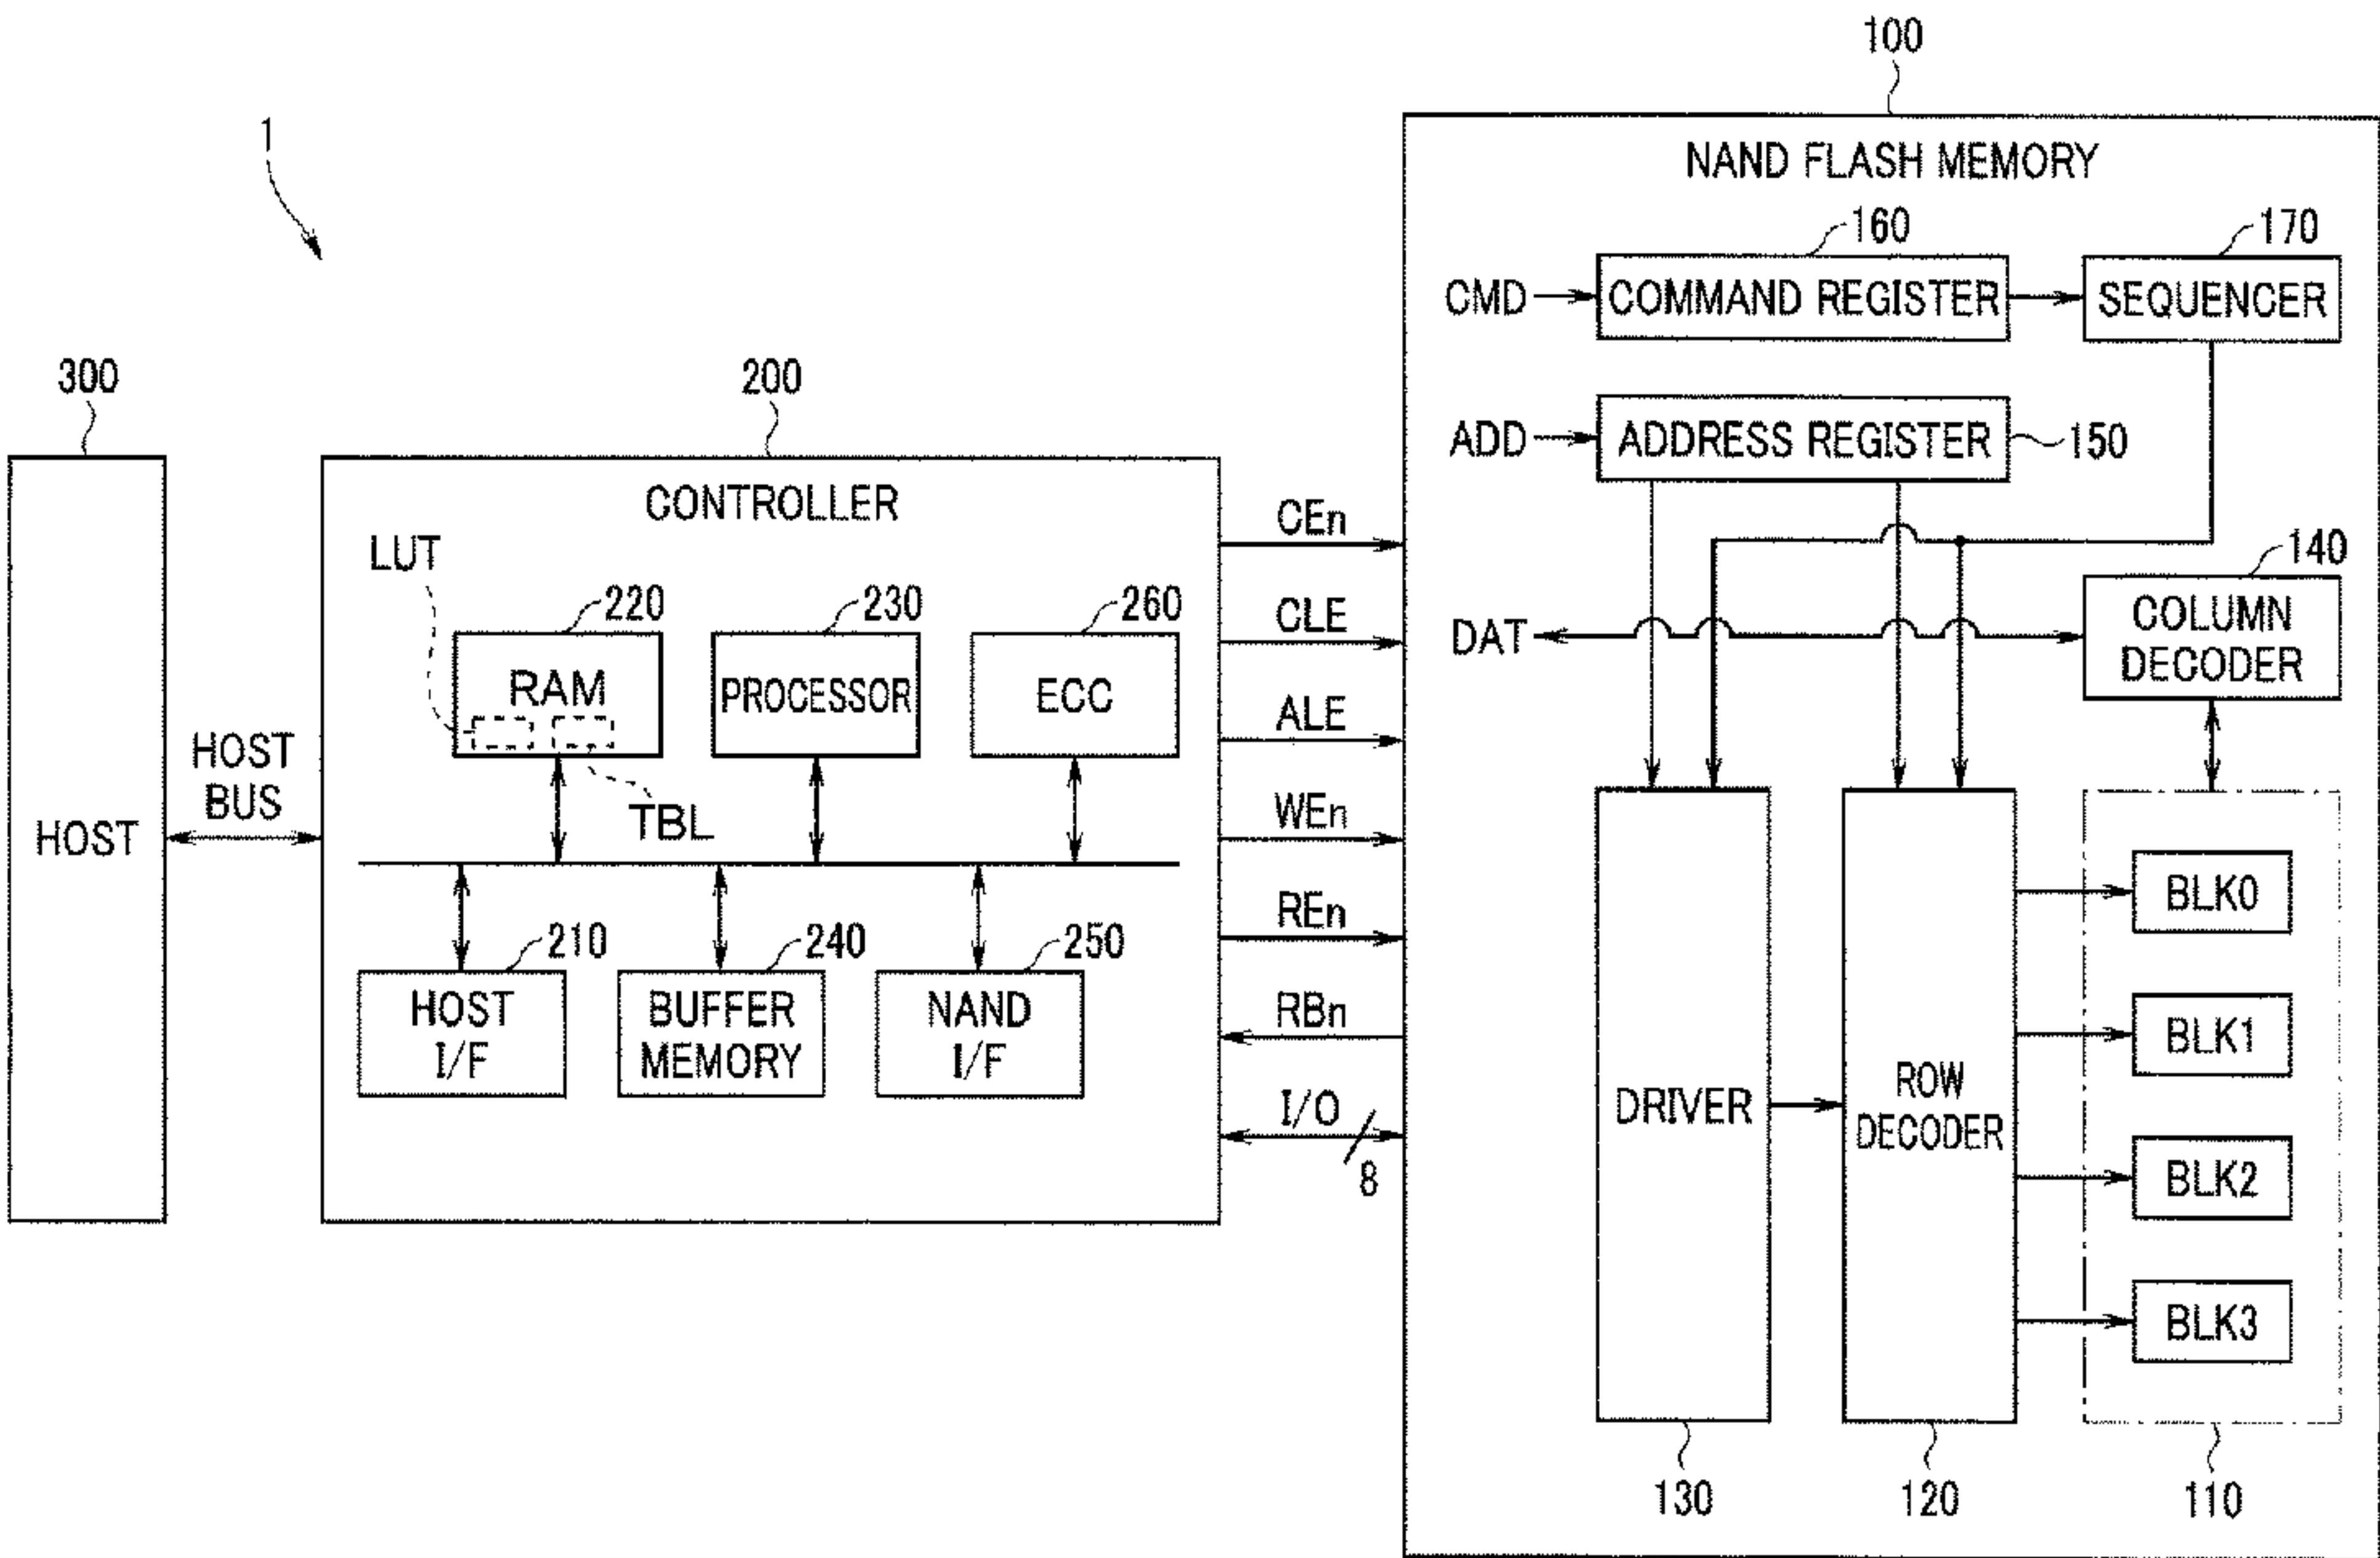 100
1
NAND FLASH MEMORY
160
170
CMD
COMMAND REGISTER
SEQUENCER
300
200
ADD
ADDRESS REGISTER
150
CONTROLLER
LUT
CEn
140
220
230
260
CLE
DAT
COLUMN
DECODER
RAM
PROCESSOR
ECC
ALE
HOST
BUS
TBL
WEn
HOST
BLK0
REn
210
240
250
HOST
I/F
BUFFER
MEMORY
NAND
I/F
RBn
BLK1
DRIVER
ROW
DECODER
I/O
8
BLK2
BLK3
130
120
110